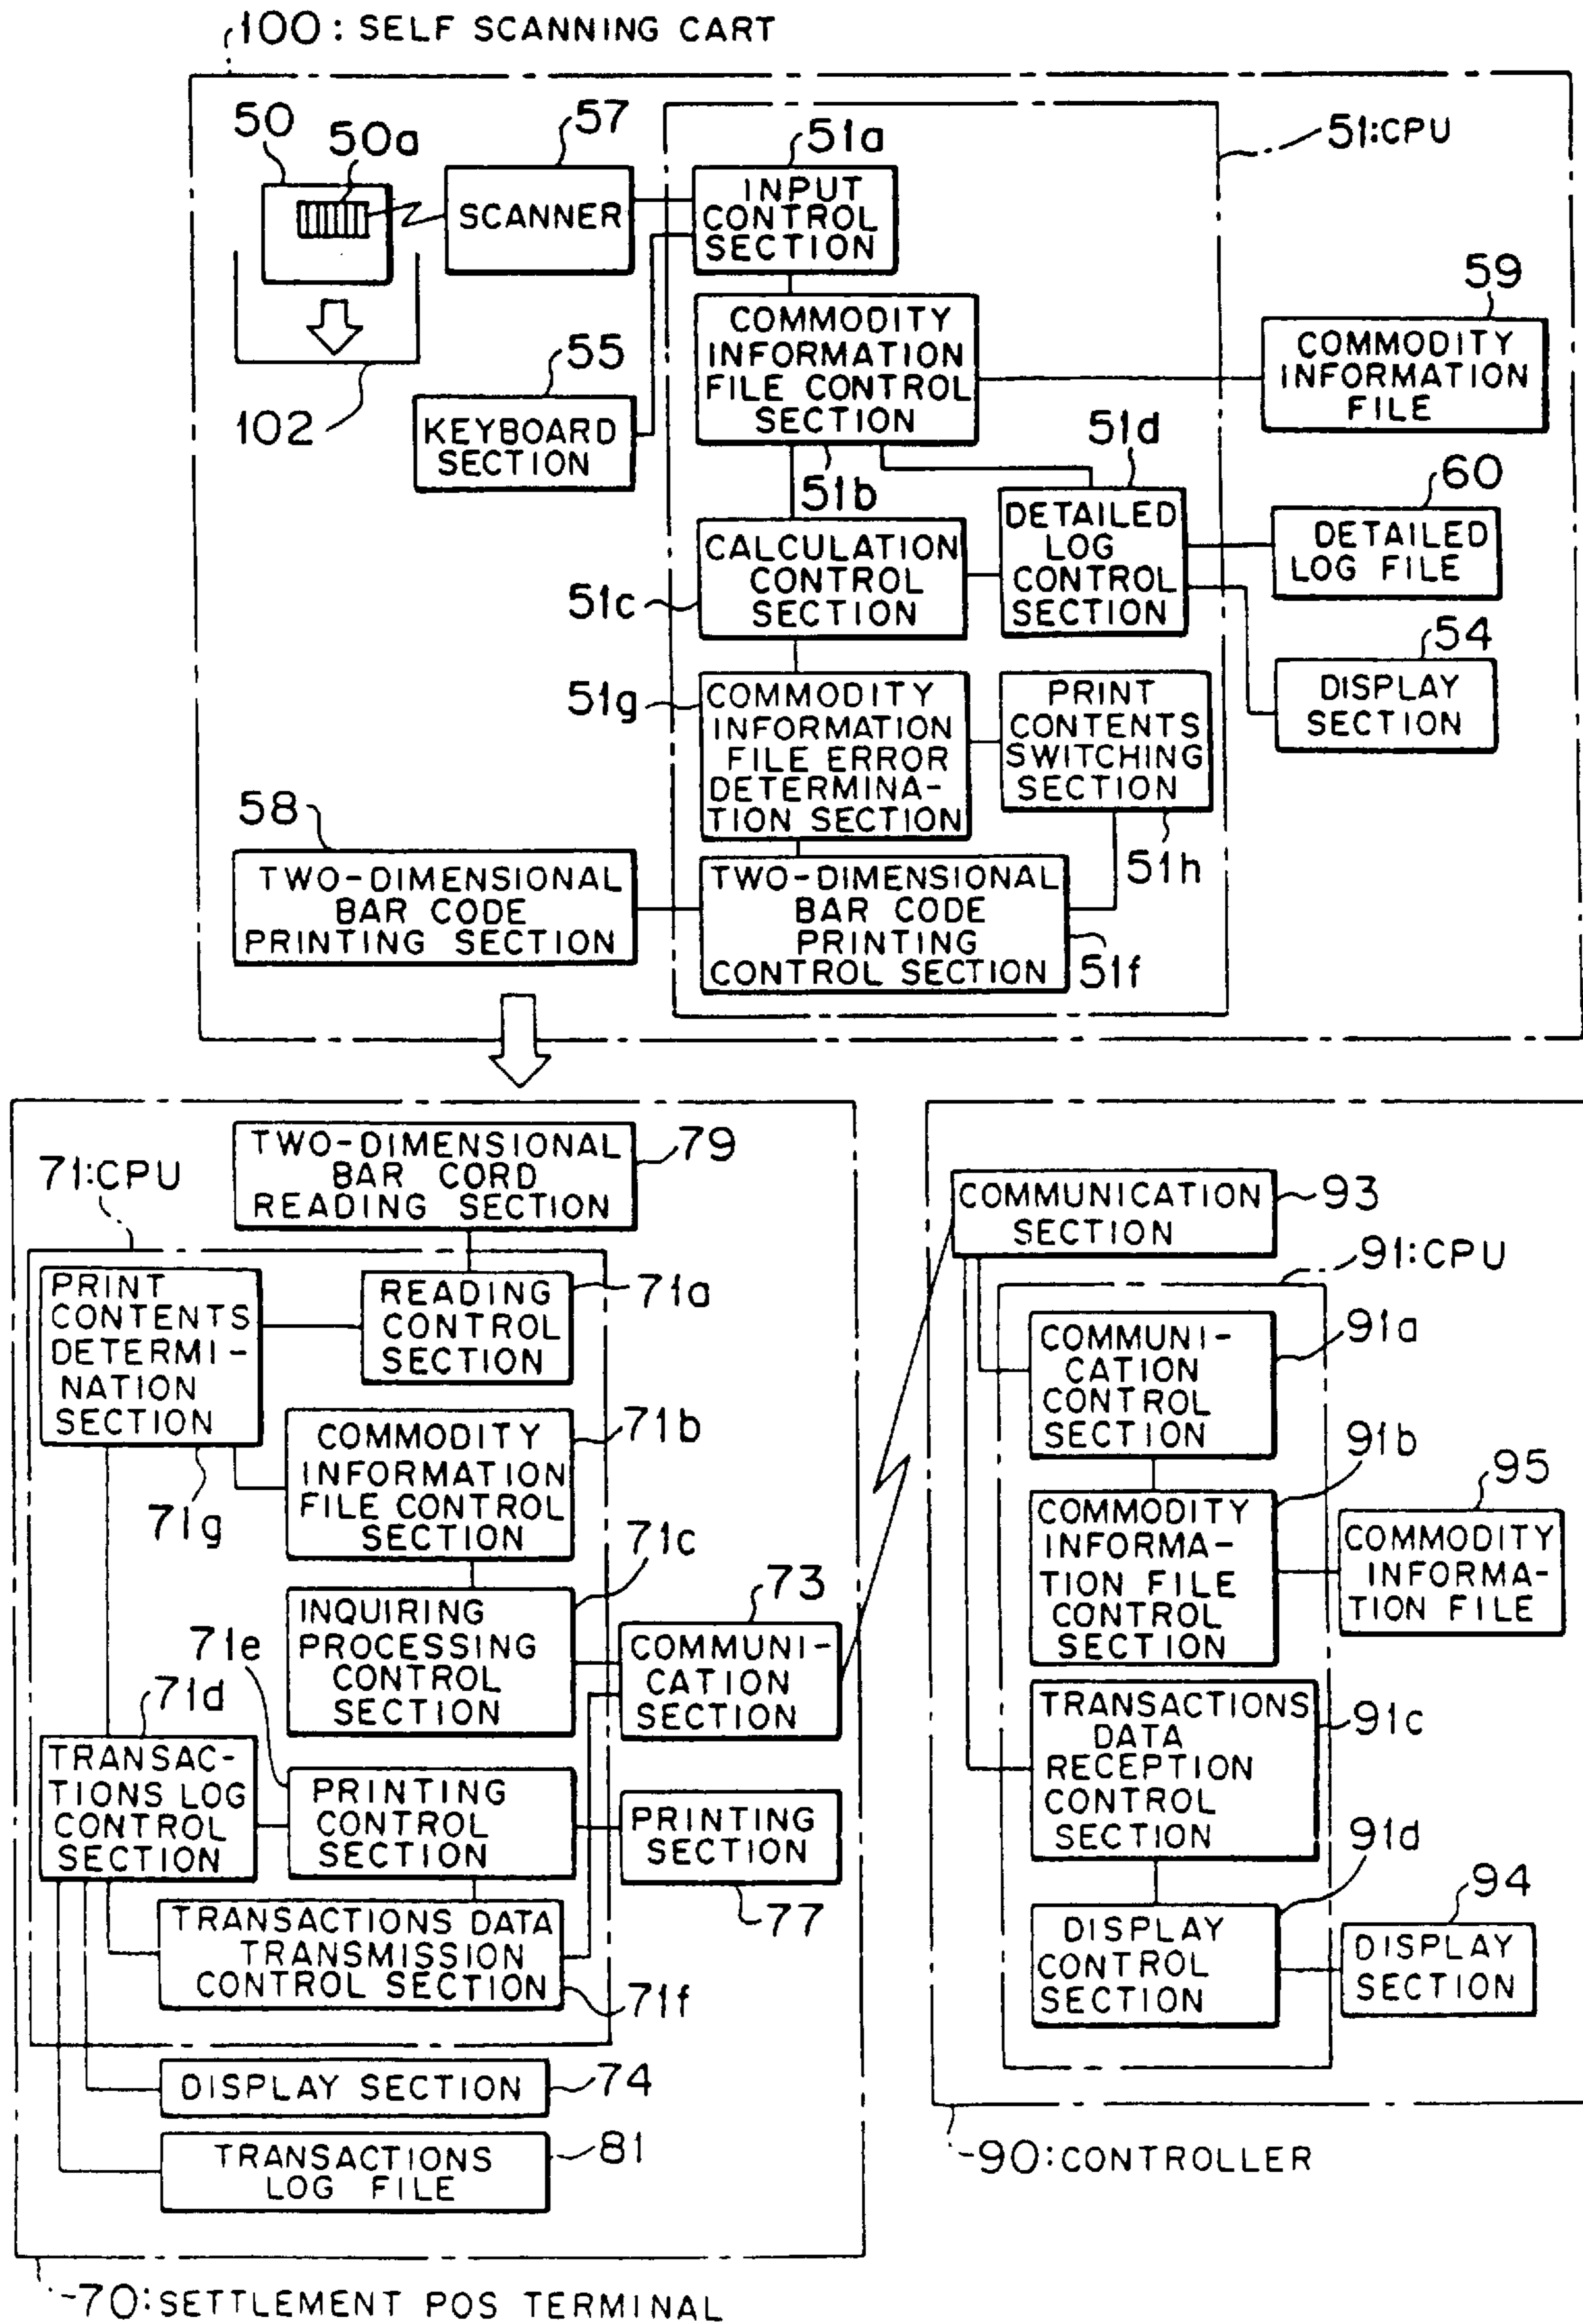 100: SELF SCANNING CART
50
50a
57
51a
51:CPU
SCANNER
INPUT
CONTROL
SECTION
59
COMMODITY
INFORMATION
FILE CONTROL
SECTION
COMMODITY
INFORMATION
FILE
55
102
KEYBOARD
SECTION
51b
51d
60
CALCULATION
CONTROL
SECTION
51c
DETAILED
LOG
CONTROL
SECTION
DETAILED
LOG FILE
54
51g
COMMODITY
INFORMATION
FILE ERROR
DETERMINA-
TION SECTION
PRINT
CONTENTS
SWITCHING
SECTION
DISPLAY
SECTION
58
51h
TWO-DIMENSIONAL
BAR CODE
PRINTING SECTION
TWO-DIMENSIONAL
BAR CODE
PRINTING
CONTROL SECTION
51f
TWO-DIMENSIONAL
BAR CORD
READING SECTION
79
71:CPU
PRINT
CONTENTS
DETERMI-
NATION
SECTION
READING
CONTROL
SECTION
71a
71g
COMMODITY
INFORMATION
FILE CONTROL
SECTION
71b
71c
INQUIRING
PROCESSING
CONTROL
SECTION
73
COMMUNI-
CATION
SECTION
71e
71d
TRANSAC-
TIONS LOG
CONTROL
SECTION
PRINTING
CONTROL
SECTION
PRINTING
SECTION
77
TRANSACTIONS DATA
TRANSMISSION
CONTROL SECTION
71f
DISPLAY SECTION
74
TRANSACTIONS
LOG FILE
81
70:SETTLEMENT POS TERMINAL
COMMUNICATION
SECTION
93
91:CPU
COMMUNI-
CATION
CONTROL
SECTION
91a
91b
95
COMMODITY
INFORMA-
TION FILE
CONTROL
SECTION
COMMODITY
INFORMA-
TION FILE
TRANSACTIONS
DATA
RECEPTION
CONTROL
SECTION
91c
91d
94
DISPLAY
CONTROL
SECTION
DISPLAY
SECTION
90:CONTROLLER